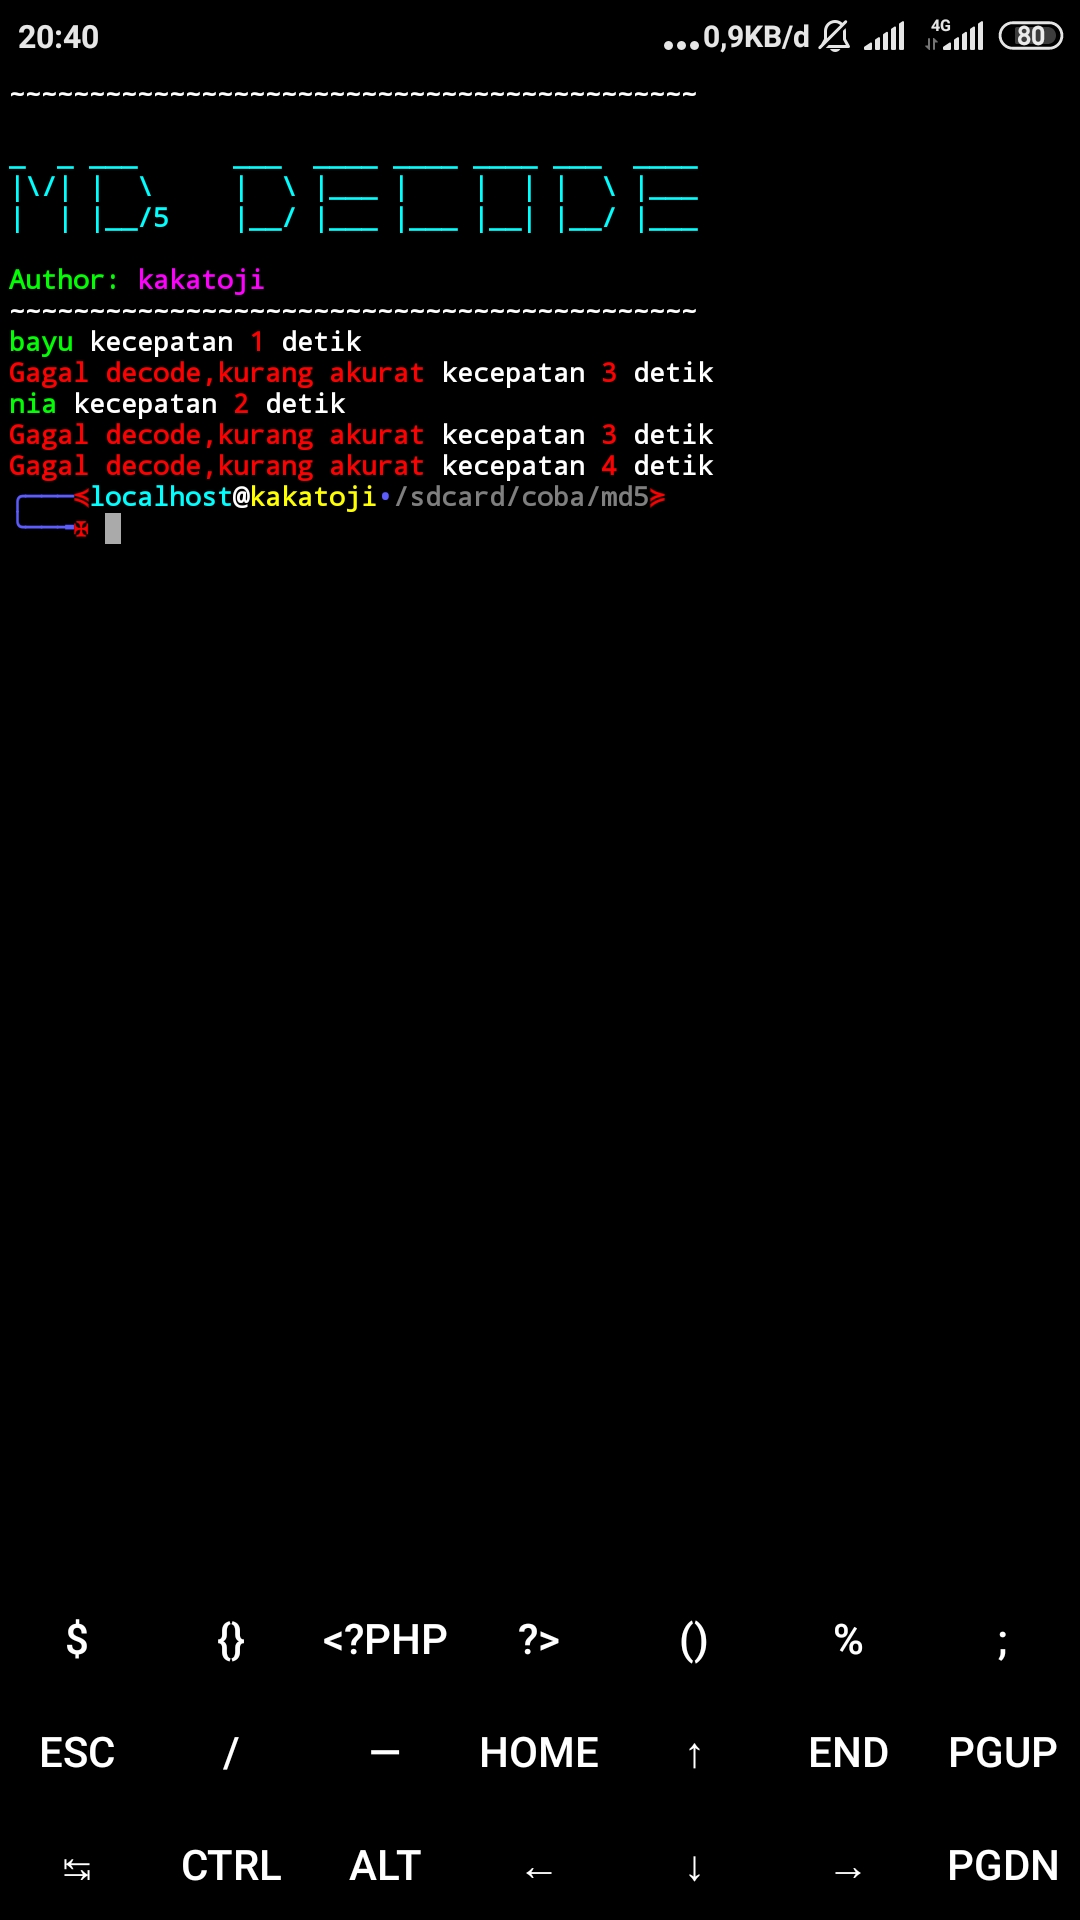 20:40 ...0,9KB/d 4G 80
~~~~~~~~~~~~~~~~~~~~~~~~~~~~~~~~~~~~~~~~~~~
MD5 DECODE
Author: kakatoji
~~~~~~~~~~~~~~~~~~~~~~~~~~~~~~~~~~~~~~~~~~~
bayu kecepatan 1 detik
Gagal decode,kurang akurat kecepatan 3 detik
nia kecepatan 2 detik
Gagal decode,kurang akurat kecepatan 3 detik
Gagal decode,kurang akurat kecepatan 4 detik
<localhost@kakatoji•/sdcard/coba/md5>
$ {} <?PHP ?> () % ;
ESC / — HOME ↑ END PGUP
↹ CTRL ALT ← ↓ → PGDN